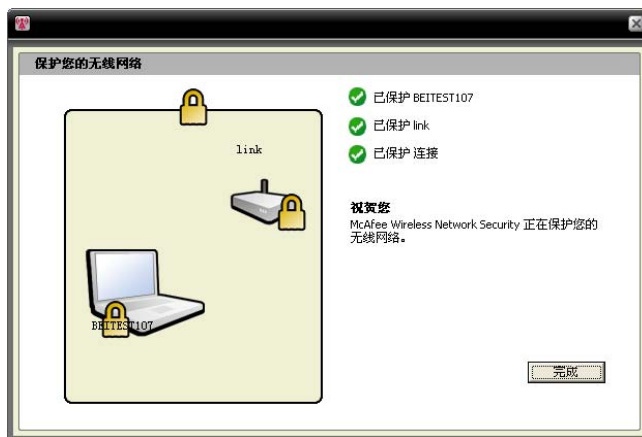 保护您的无线网络
link
BEITEST107
已保护 BEITEST107
已保护 link
已保护 连接
祝贺您
McAfee Wireless Network Security 正在保护您的
无线网络。
完成